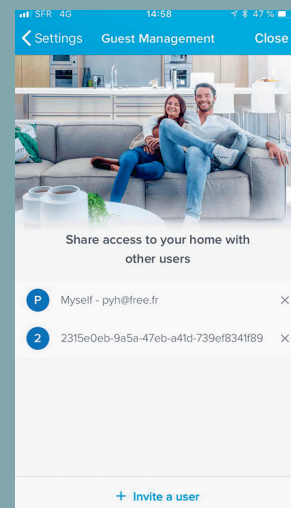 SFR 4G 14:58 47 %
Settings Guest Management Close
Share access to your home with
other users
P Myself - pyh@free.fr ×
2 2315e0eb-9a5a-47eb-a41d-739ef8341f89 ×
+ Invite a user